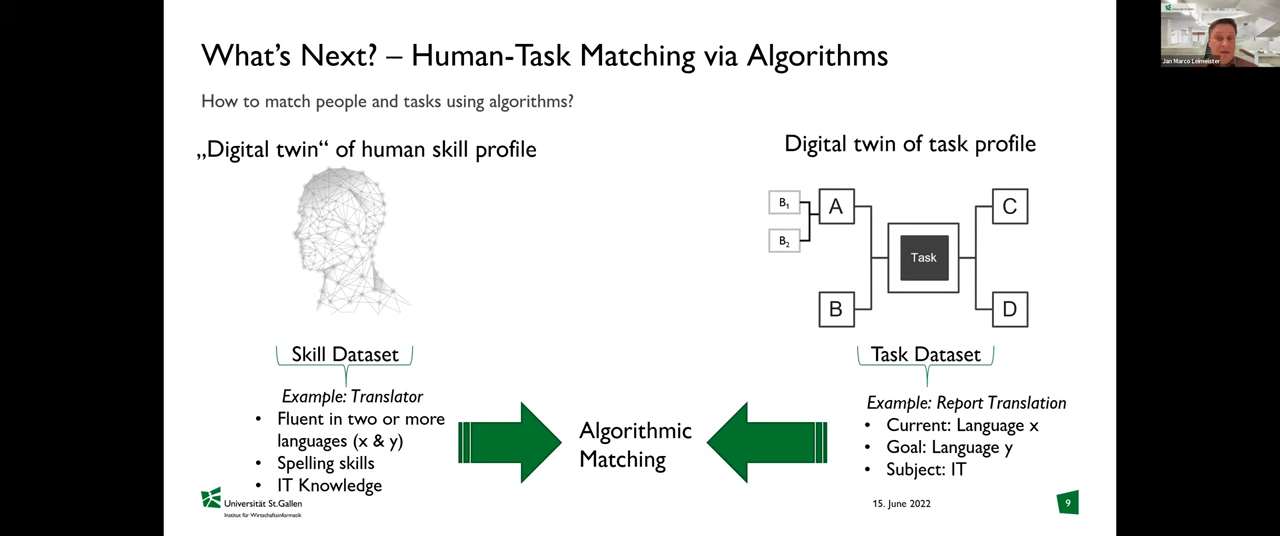 What's Next? – Human-Task Matching via Algorithms
How to match people and tasks using algorithms?
„Digital twin“ of human skill profile
Skill Dataset
Example: Translator
• Fluent in two or more
languages (x & y)
• Spelling skills
• IT Knowledge
Algorithmic
Matching
Digital twin of task profile
B1
B2
A
B
Task
C
D
Task Dataset
Example: Report Translation
• Current: Language x
• Goal: Language y
• Subject: IT
Universität St.Gallen
Institut für Wirtschaftsinformatik
15. June 2022
9
Jan Marco Leimeister